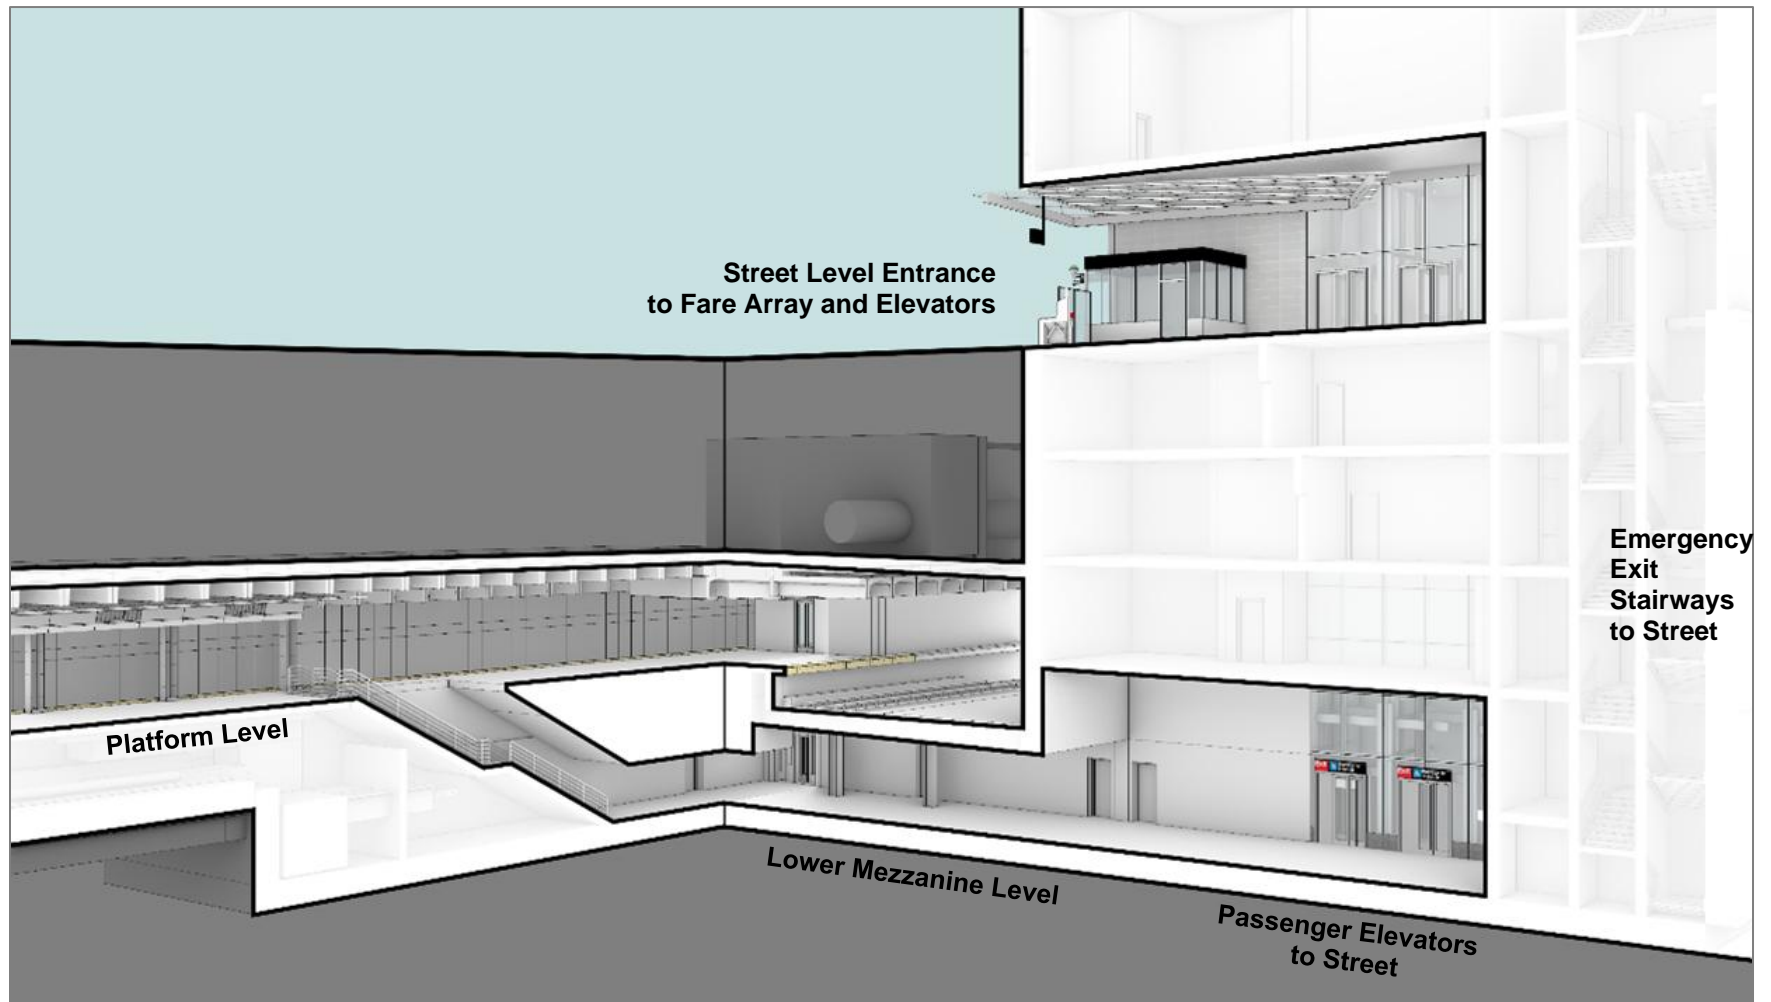 Street Level Entrance
to Fare Array and Elevators
Emergency
Exit
Stairways
to Street
Platform Level
Lower Mezzanine Level
Passenger Elevators
to Street